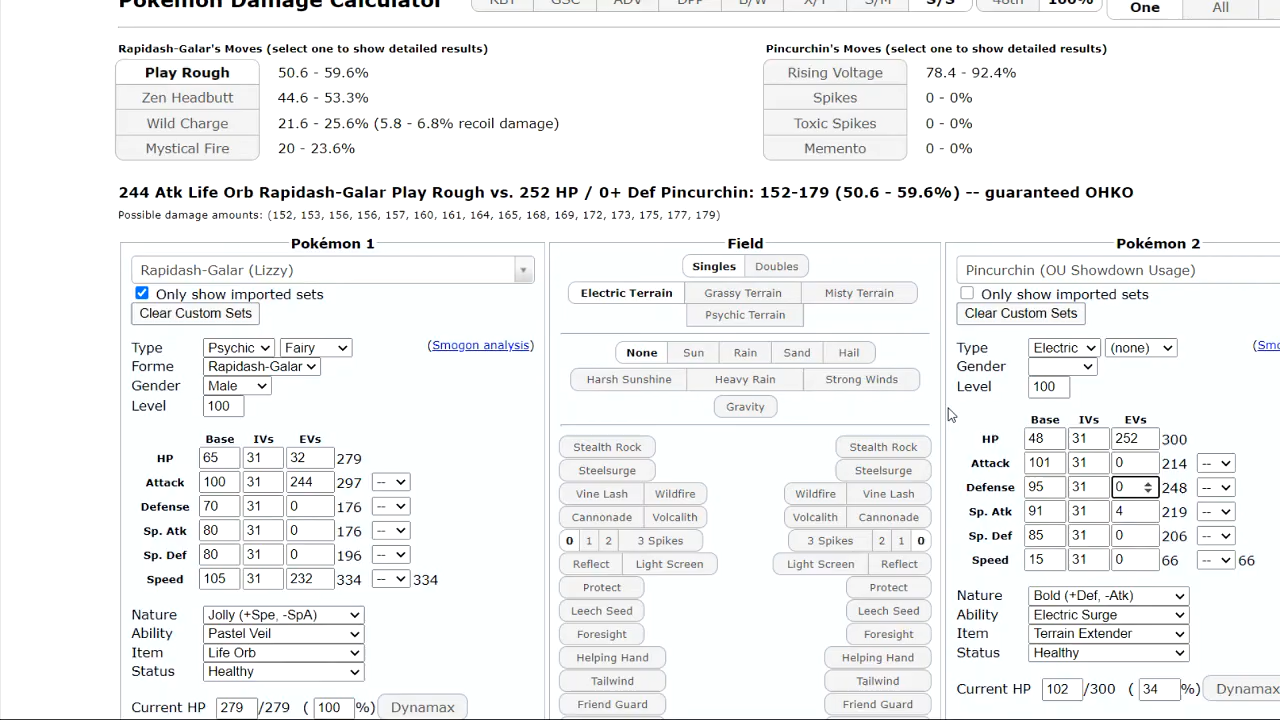 Pokémon Damage Calculator
RBY GSC ADV DPP B/W X/Y S/M S/S 48th 100% One All
Rapidash-Galar's Moves (select one to show detailed results)
Play Rough 50.6 - 59.6%
Zen Headbutt 44.6 - 53.3%
Wild Charge 21.6 - 25.6% (5.8 - 6.8% recoil damage)
Mystical Fire 20 - 23.6%
Pincurchin's Moves (select one to show detailed results)
Rising Voltage 78.4 - 92.4%
Spikes 0 - 0%
Toxic Spikes 0 - 0%
Memento 0 - 0%
244 Atk Life Orb Rapidash-Galar Play Rough vs. 252 HP / 0+ Def Pincurchin: 152-179 (50.6 - 59.6%) -- guaranteed OHKO
Possible damage amounts: (152, 153, 156, 156, 157, 160, 161, 164, 165, 168, 169, 172, 173, 175, 177, 179)
Pokémon 1
Rapidash-Galar (Lizzy)
Only show imported sets
Clear Custom Sets
Type Psychic Fairy (Smogon analysis)
Forme Rapidash-Galar
Gender Male
Level 100
Base IVs EVs
HP 65 31 32 279
Attack 100 31 244 297 --
Defense 70 31 0 176 --
Sp. Atk 80 31 0 176 --
Sp. Def 80 31 0 196 --
Speed 105 31 232 334 -- 334
Nature Jolly (+Spe, -SpA)
Ability Pastel Veil
Item Life Orb
Status Healthy
Current HP 279 /279 ( 100 %) Dynamax
Field
Singles Doubles
Electric Terrain Grassy Terrain Misty Terrain
Psychic Terrain
None Sun Rain Sand Hail
Harsh Sunshine Heavy Rain Strong Winds
Gravity
Stealth Rock Stealth Rock
Steelsurge Steelsurge
Vine Lash Wildfire Wildfire Vine Lash
Cannonade Volcalith Volcalith Cannonade
0 1 2 3 Spikes 3 Spikes 2 1 0
Reflect Light Screen Light Screen Reflect
Protect Protect
Leech Seed Leech Seed
Foresight Foresight
Helping Hand Helping Hand
Tailwind Tailwind
Friend Guard Friend Guard
Pokémon 2
Pincurchin (OU Showdown Usage)
Only show imported sets
Clear Custom Sets
Type Electric (none) (Smo
Gender
Level 100
Base IVs EVs
HP 48 31 252 300
Attack 101 31 0 214 --
Defense 95 31 0 248 --
Sp. Atk 91 31 4 219 --
Sp. Def 85 31 0 206 --
Speed 15 31 0 66 -- 66
Nature Bold (+Def, -Atk)
Ability Electric Surge
Item Terrain Extender
Status Healthy
Current HP 102 /300 ( 34 %) Dynamax